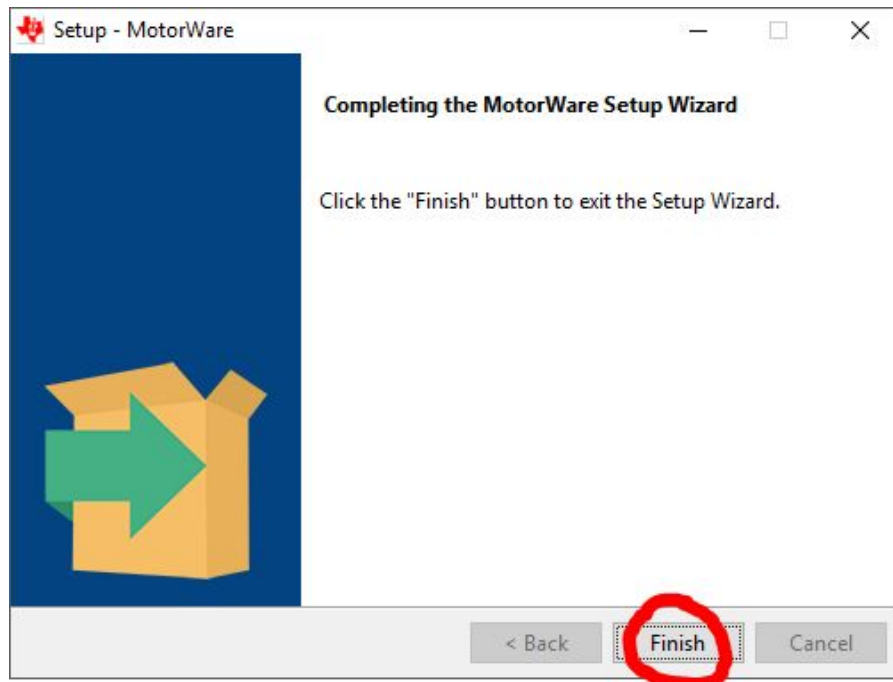 Setup - MotorWare
Completing the MotorWare Setup Wizard
Click the "Finish" button to exit the Setup Wizard.
< Back
Finish
Cancel